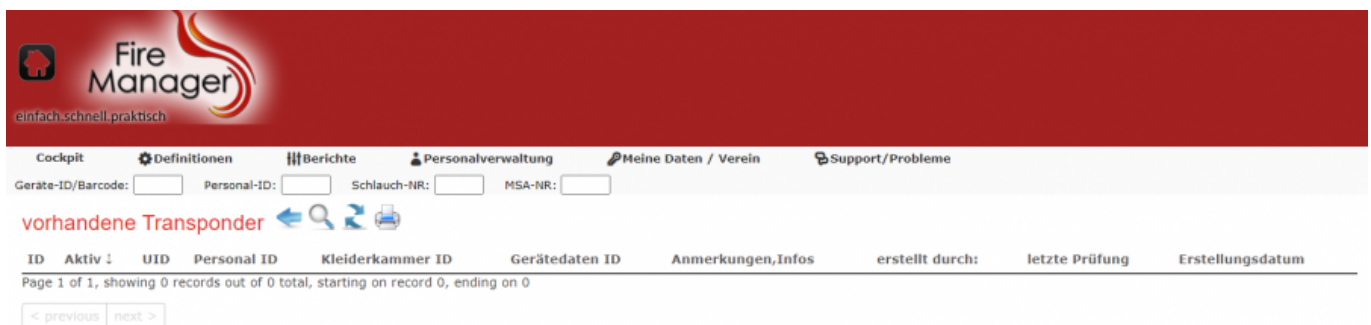 Fire
Manager
einfach.schnell.praktisch
Cockpit Definitionen Berichte Personalverwaltung Meine Daten / Verein Support/Probleme
Geräte-ID/Barcode: Personal-ID: Schlauch-NR: MSA-NR:
vorhandene Transponder
ID Aktiv ↓ UID Personal ID Kleiderkammer ID Gerätedaten ID Anmerkungen,Infos erstellt durch: letzte Prüfung Erstellungsdatum
Page 1 of 1, showing 0 records out of 0 total, starting on record 0, ending on 0
< previous next >